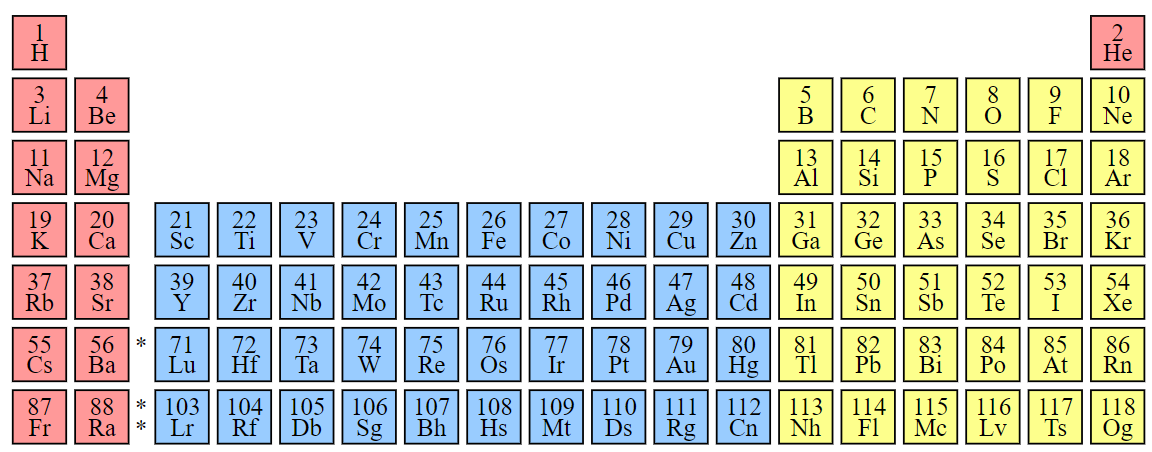 1 2
H He
3 4 5 6 7 8 9 10
Li Be B C N O F Ne
11 12 13 14 15 16 17 18
Na Mg Al Si P S Cl Ar
19 20 21 22 23 24 25 26 27 28 29 30 31 32 33 34 35 36
K Ca Sc Ti V Cr Mn Fe Co Ni Cu Zn Ga Ge As Se Br Kr
37 38 39 40 41 42 43 44 45 46 47 48 49 50 51 52 53 54
Rb Sr Y Zr Nb Mo Tc Ru Rh Pd Ag Cd In Sn Sb Te I Xe
55 56 * 71 72 73 74 75 76 77 78 79 80 81 82 83 84 85 86
Cs Ba Lu Hf Ta W Re Os Ir Pt Au Hg Tl Pb Bi Po At Rn
87 88 * 103 104 105 106 107 108 109 110 111 112 113 114 115 116 117 118
Fr Ra * Lr Rf Db Sg Bh Hs Mt Ds Rg Cn Nh Fl Mc Lv Ts Og